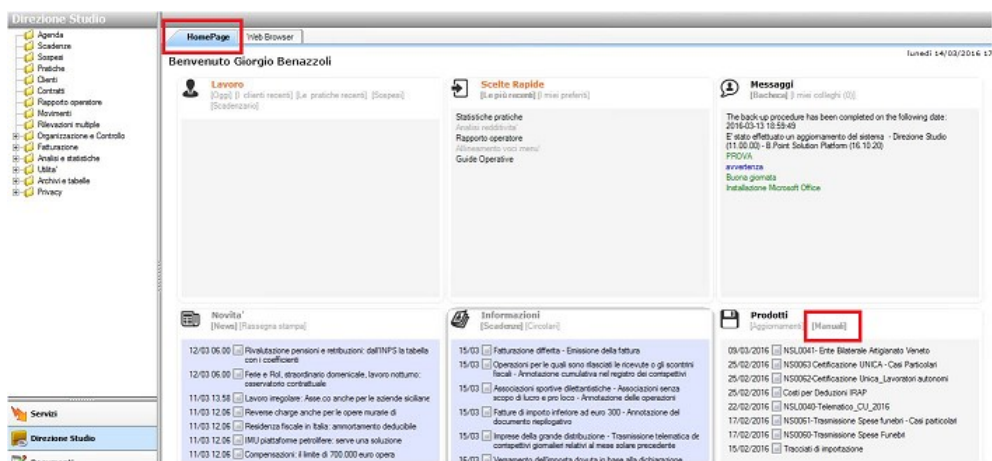 Direzione Studio
Agenda
Scadenze
Sospesi
Pratiche
Clienti
Contratti
Rapporto operatore
Movimenti
Rilevazioni multiple
Organizzazione e Controllo
Fatturazione
Analisi e statistiche
Utilita'
Archivi e tabelle
Privacy
Servizi
Direzione Studio
HomePage
Web Browser
lunedì 14/03/2016 17
Benvenuto Giorgio Benazzoli
Lavoro
[Oggi] [I clienti recenti] [Le pratiche recenti] [Sospesi]
[Scadenzario]
Scelte Rapide
[Le più recenti] [I miei preferiti]
Statistiche pratiche
Analisi redditivita'
Rapporto operatore
Allineamento voci menu'
Guide Operative
Messaggi
[Bacheca] [I miei colleghi (0)]
The back up procedure has been completed on the following date:
2016-03-13 18:59:49
E' stato effettuato un aggiornamento del sistema - Direzione Studio
(11.00.00) - B.Point Solution Platform (16.10.20)
PROVA
avvertenza
Buona giornata
Installazione Microsoft Office
Novita'
[News] [Rassegna stampa]
12/03 06.00 Rivalutazione pensioni e retribuzioni: dall'INPS la tabella
con i coefficienti
12/03 06.00 Ferie e Rol, straordinario domenicale, lavoro notturno:
osservatorio contrattuale
11/03 13.58 Lavoro irregolare: Asse.co anche per le aziende siciliane
11/03 12.06 Reverse charge anche per le opere murarie di
11/03 12.06 Residenza fiscale in Italia: ammortamento deducibile
11/03 12.06 IMU piattaforme petrolifere: serve una soluzione
11/03 12.06 Compensazioni: il limite di 700.000 euro opera
Informazioni
[Scadenze] [Circolari]
15/03 Fatturazione differita - Emissione della fattura
15/03 Operazioni per le quali sono rilasciati le ricevute o gli scontrini
fiscali - Annotazione cumulativa nel registro dei corrispettivi
15/03 Associazioni sportive dilettantistiche - Associazioni senza
scopo di lucro e pro loco - Annotazione delle operazioni
15/03 Fatture di importo inferiore ad euro 300 - Annotazione del
documento riepilogativo
15/03 Imprese della grande distribuzione - Trasmissione telematica dei
corrispettivi giornalieri relativi al mese solare precedente
16/03 Versamento dell'imposta dovuta in base alla dichiarazione
Prodotti
[Aggiornamenti] [Manuali]
09/03/2016 NSL0041- Ente Bilaterale Artigianato Veneto
25/02/2016 NS0063 Certificazione UNICA - Casi Particolari
25/02/2016 NS0062-Certificazione Unica_Lavoratori autonomi
25/02/2016 Costi per Deduzioni IRAP
22/02/2016 NSL0040-Telematico_CU_2016
17/02/2016 NS0061-Trasmissione Spese funebri - Casi particolari
17/02/2016 NS0060-Trasmissione Spese Funebri
15/02/2016 Tracciati di importazione